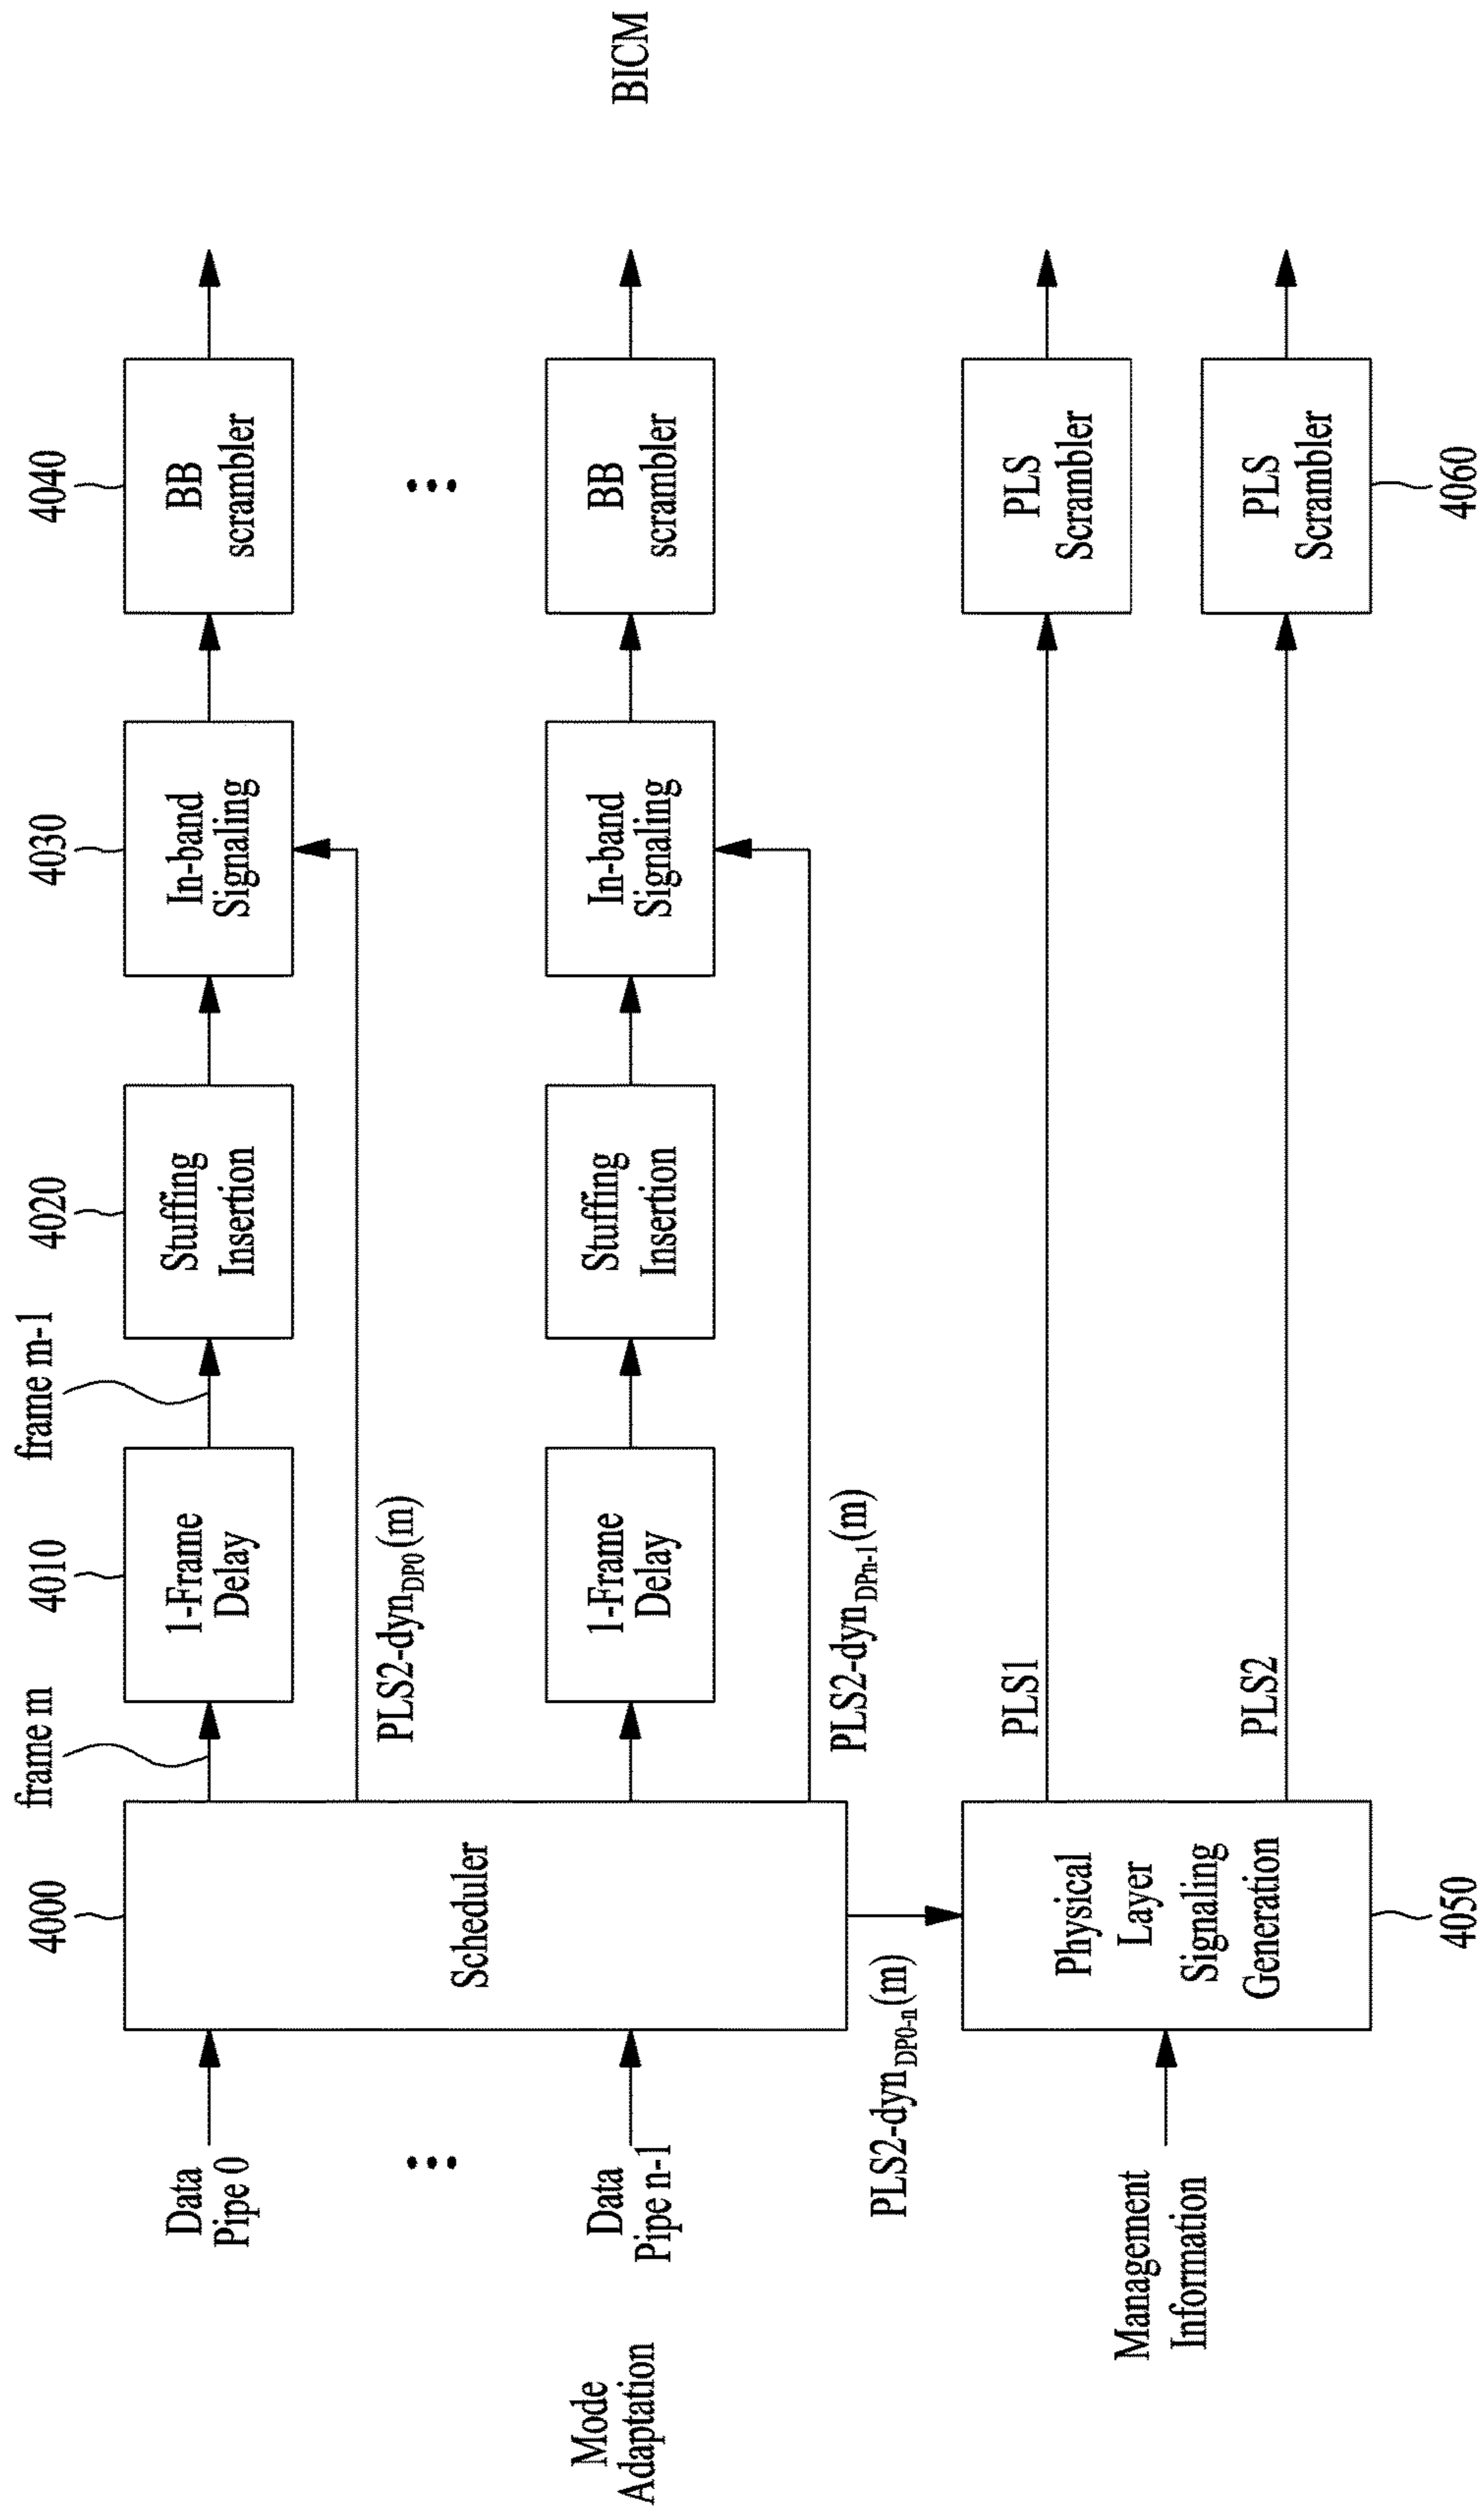 4000
frame m
4010
frame m-1
4020
4030
4040
Data
Pipe 0
Scheduler
1-Frame
Delay
Stuffing
Insertion
In-band
Signaling
BB
scrambler
PLS2-dynDP0(m)
Mode
Adaptation
Data
Pipe n-1
1-Frame
Delay
Stuffing
Insertion
In-band
Signaling
BB
scrambler
BICM
PLS2-dynDPn-1(m)
PLS2-dynDP0-n(m)
Management
Information
Physical
Layer
Signaling
Generation
PLS1
PLS
Scrambler
PLS2
PLS
Scrambler
4050
4060